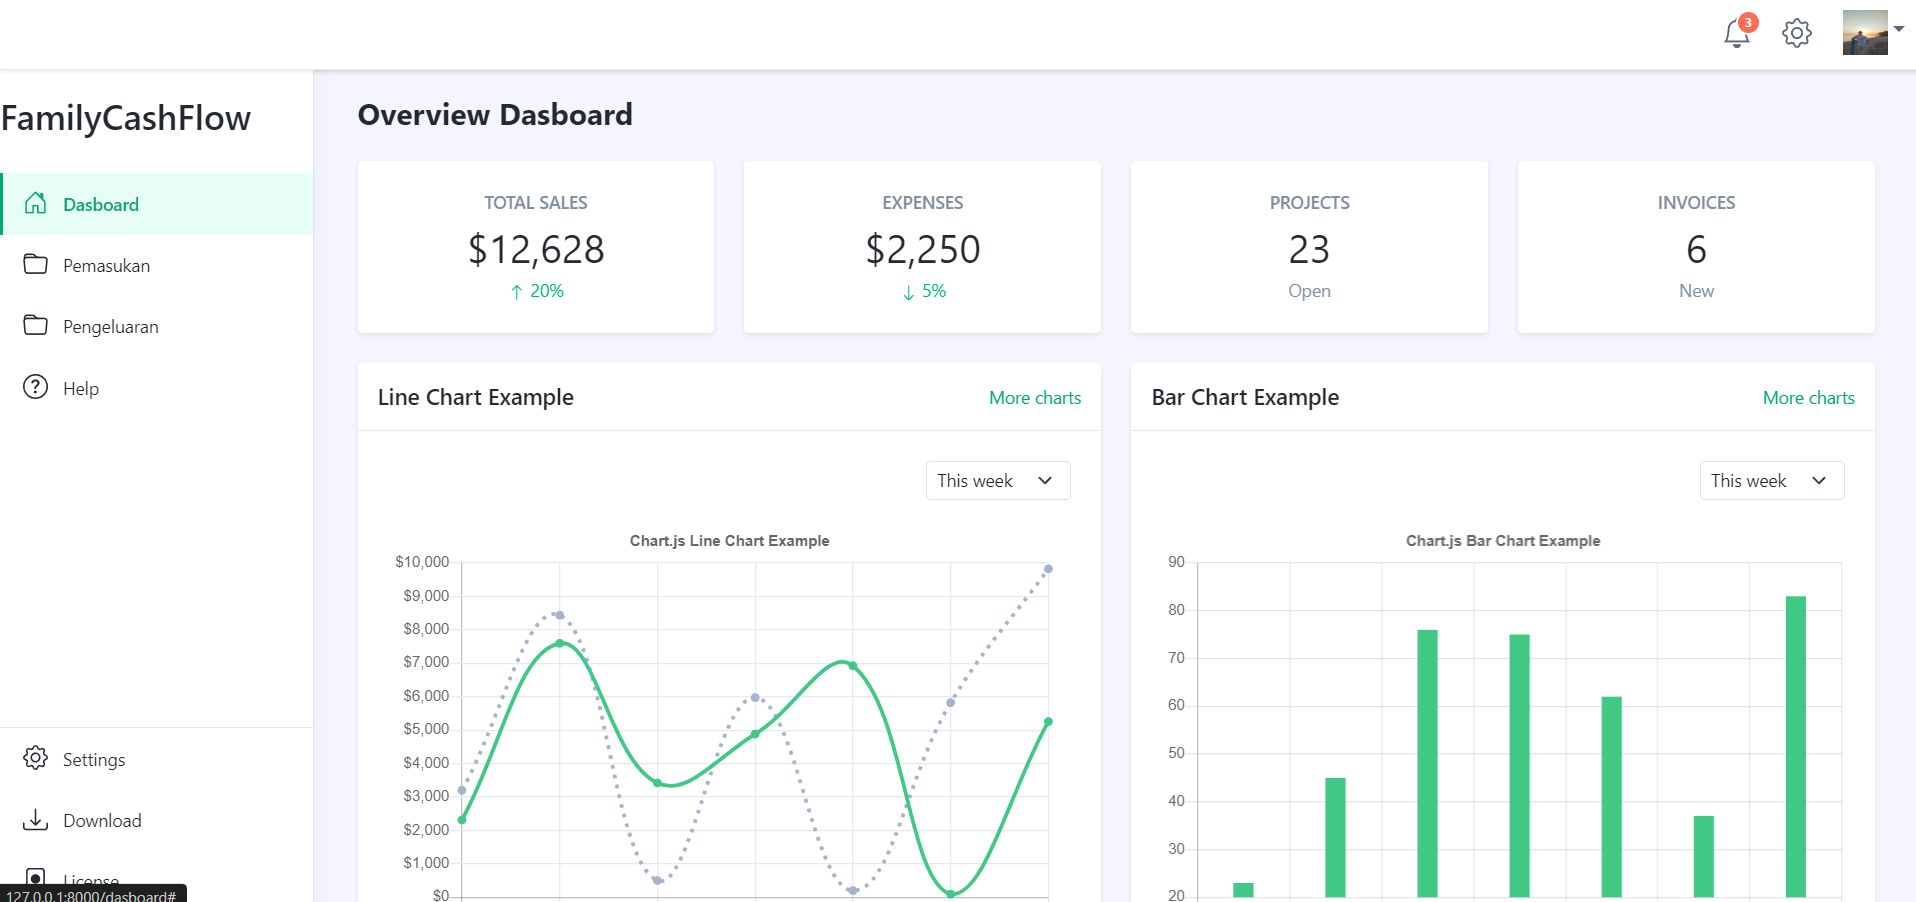 3
FamilyCashFlow
Dasboard
Pemasukan
Pengeluaran
Help
Settings
Download
License
127.0.0.1:8000/dasboard#
Overview Dasboard
TOTAL SALES
$12,628
↑ 20%
EXPENSES
$2,250
↓ 5%
PROJECTS
23
Open
INVOICES
6
New
Line Chart Example
More charts
This week
Chart.js Line Chart Example
$10,000
$9,000
$8,000
$7,000
$6,000
$5,000
$4,000
$3,000
$2,000
$1,000
$0
Bar Chart Example
More charts
This week
Chart.js Bar Chart Example
90
80
70
60
50
40
30
20